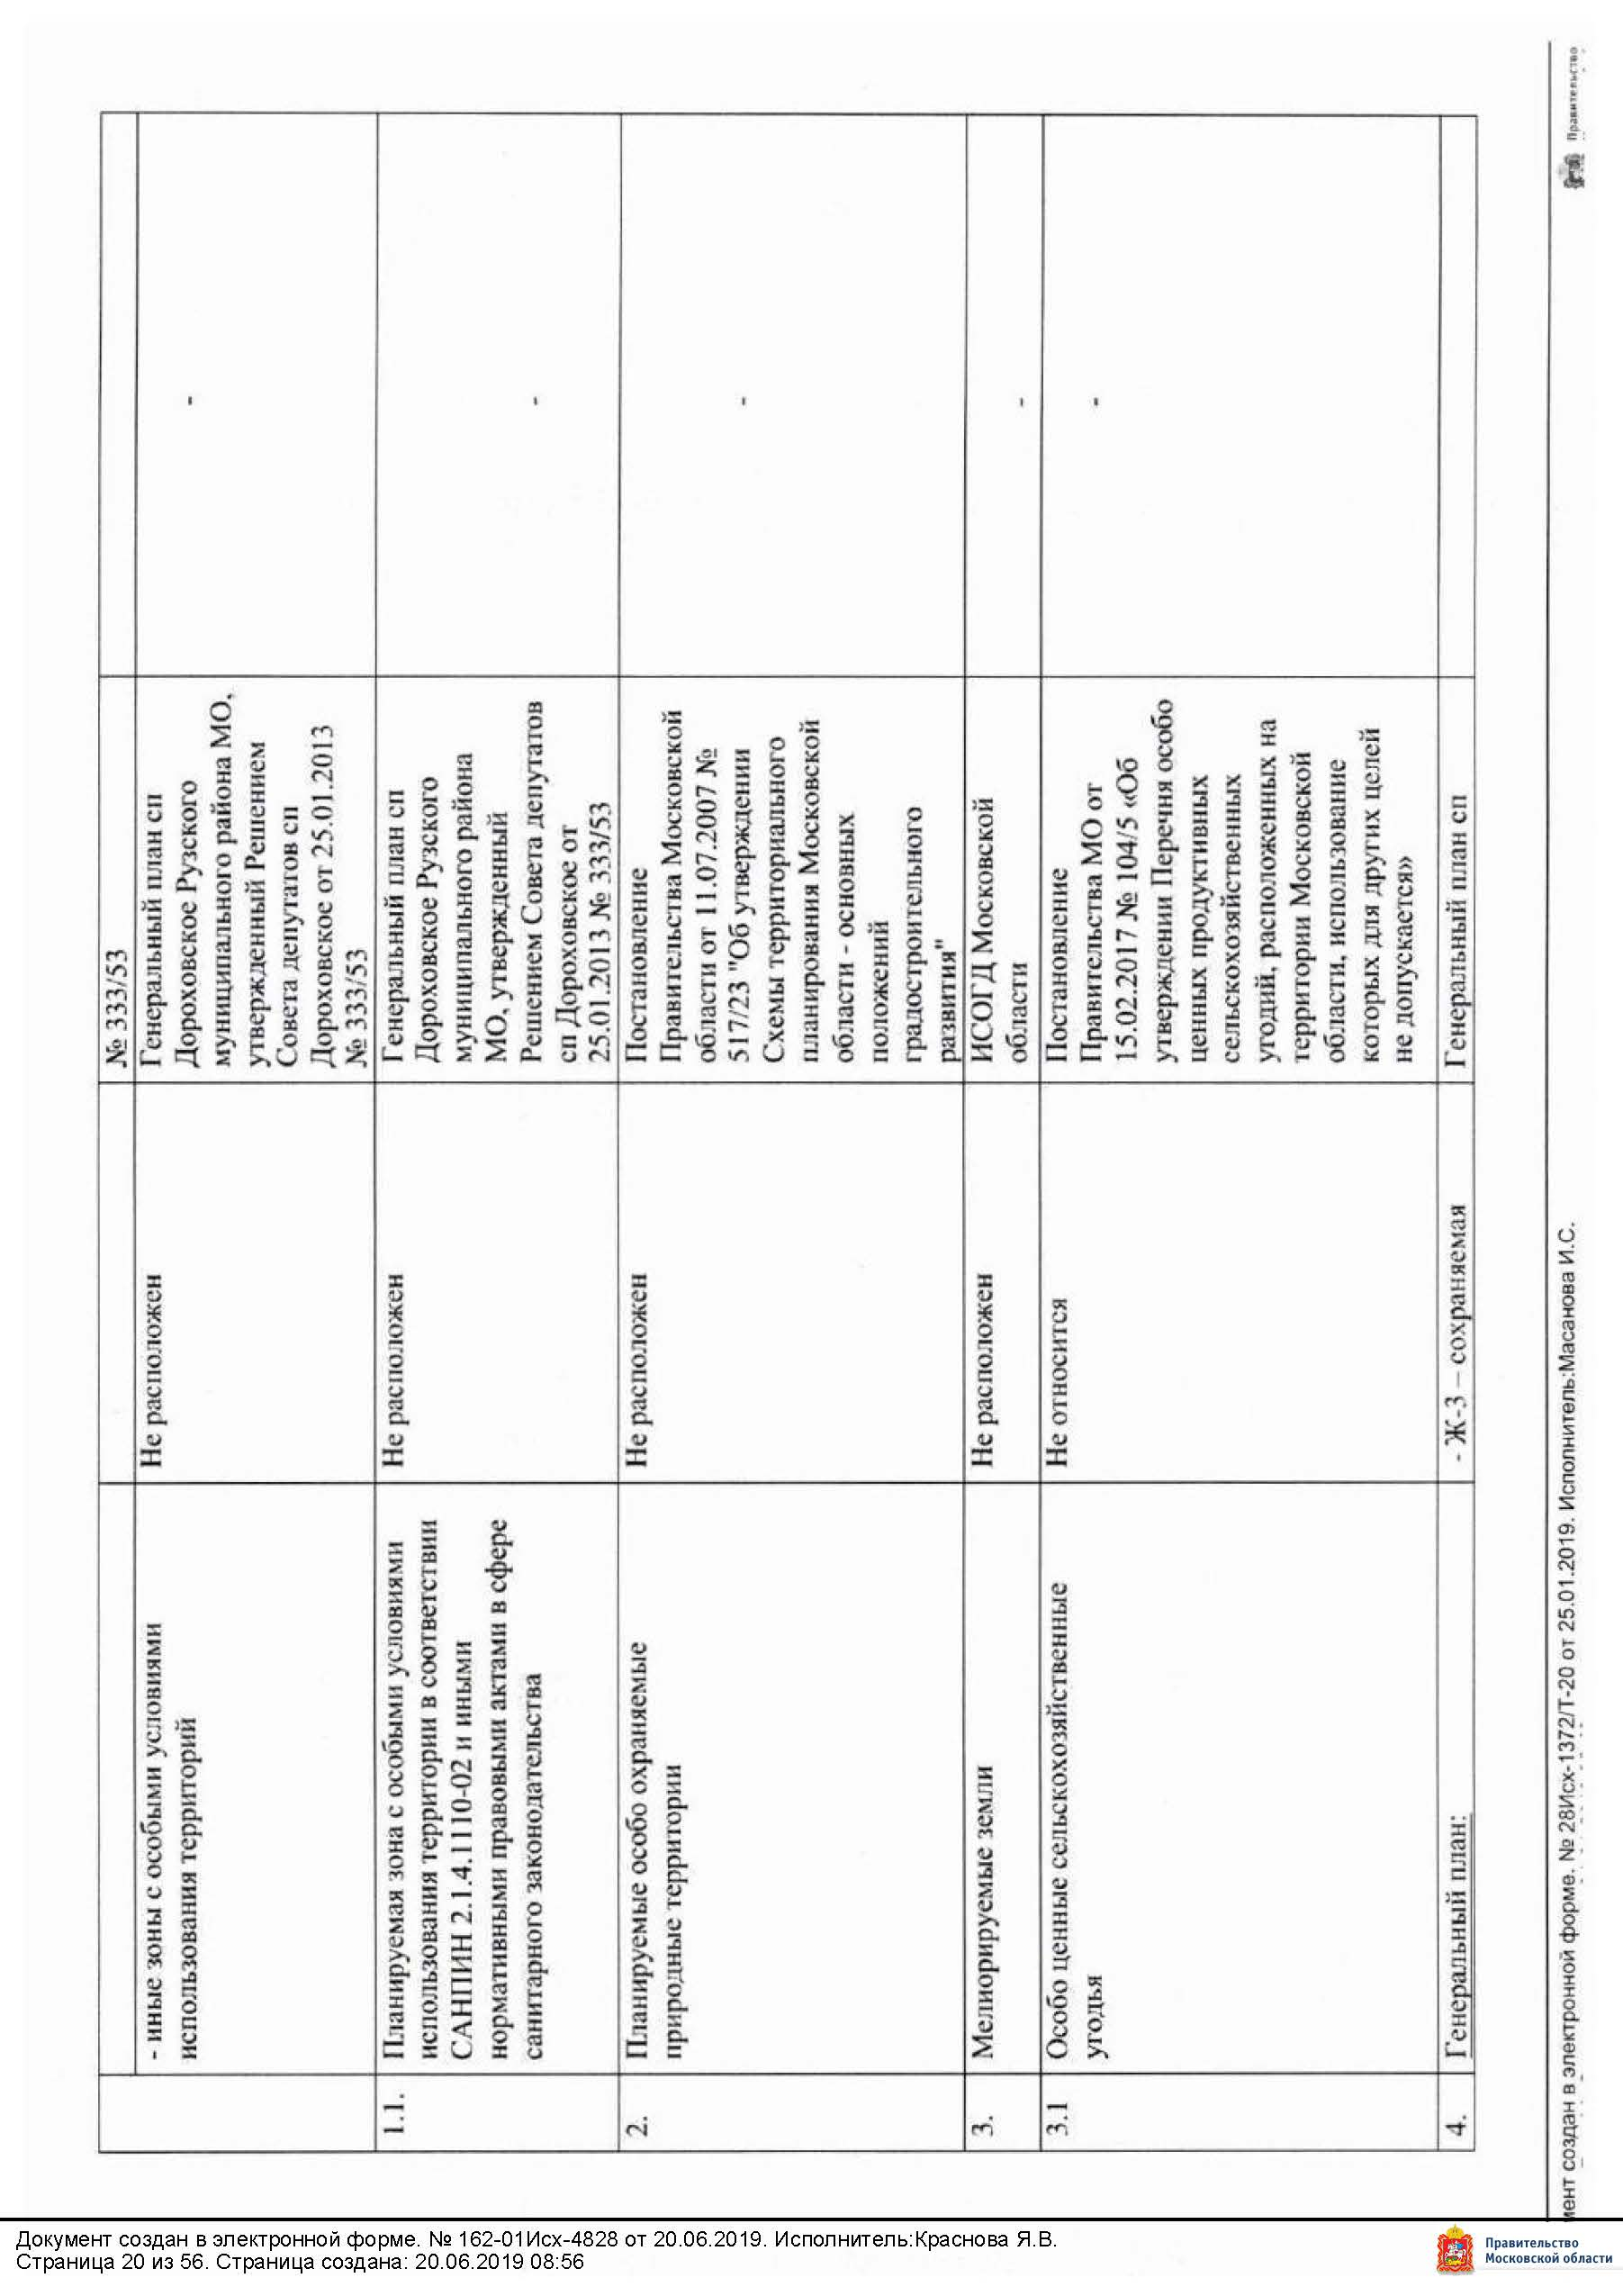 № 333/53
- иные зоны с особыми условиями
использования территорий
Не расположен
Генеральный план сп
Дороховское Рузского
муниципального района МО,
утвержденный Решением
Совета депутатов сп
Дороховское от 25.01.2013
№ 333/53
-
1.1.
Планируемая зона с особыми условиями
использования территории в соответствии
САНПИН 2.1.4.1110-02 и иными
нормативными правовыми актами в сфере
санитарного законодательства
Не расположен
Генеральный план сп
Дороховское Рузского
муниципального района
МО, утвержденный
Решением Совета депутатов
сп Дороховское от
25.01.2013 № 333/53
-
2.
Планируемые особо охраняемые
природные территории
Не расположен
Постановление
Правительства Московской
области от 11.07.2007 №
517/23 "Об утверждении
Схемы территориального
планирования Московской
области - основных
положений
градостроительного
развития"
-
3.
Мелиорируемые земли
Не расположен
ИСОГД Московской
области
-
3.1
Особо ценные сельскохозяйственные
угодья
Не относится
Постановление
Правительства МО от
15.02.2017 № 104/5 «Об
утверждении Перечня особо
ценных продуктивных
сельскохозяйственных
угодий, расположенных на
территории Московской
области, использование
которых для других целей
не допускается»
-
4.
Генеральный план:
- Ж-3 – сохраняемая
Генеральный план сп
мент создан в электронной форме. № 28Исх-1372/Т-20 от 25.01.2019. Исполнитель:Масанова И.С.
Правительство
Документ создан в электронной форме. № 162-01Исх-4828 от 20.06.2019. Исполнитель:Краснова Я.В.
Страница 20 из 56. Страница создана: 20.06.2019 08:56
Правительство
Московской области